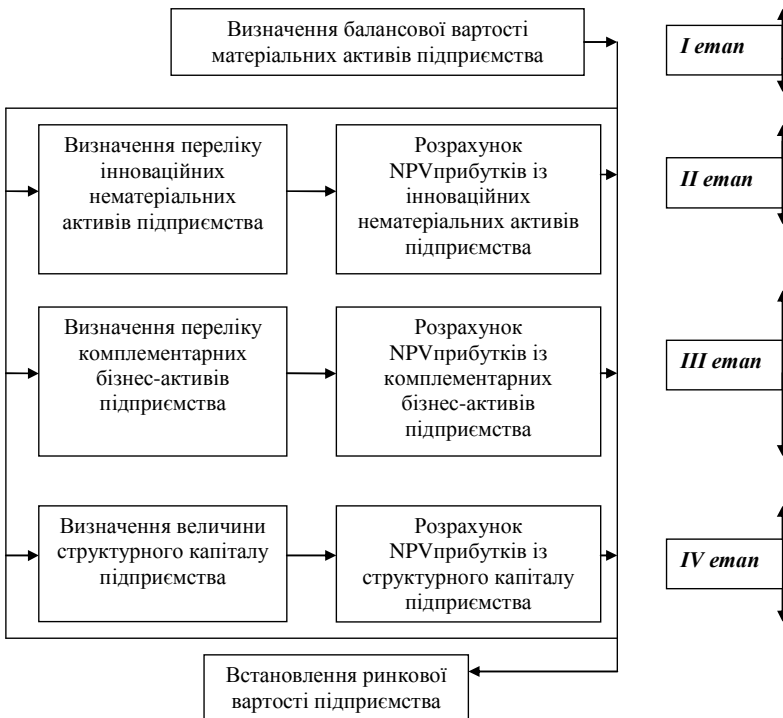 Визначення балансової вартості
матеріальних активів підприємства
I етап
Визначення переліку
інноваційних
нематеріальних
активів підприємства
Розрахунок
NPVприбутків із
інноваційних
нематеріальних активів
підприємства
II етап
Визначення переліку
комплементарних
бізнес-активів
підприємства
Розрахунок
NPVприбутків із
комплементарних
бізнес-активів
підприємства
III етап
Визначення величини
структурного капіталу
підприємства
Розрахунок
NPVприбутків із
структурного капіталу
підприємства
IV етап
Встановлення ринкової
вартості підприємства